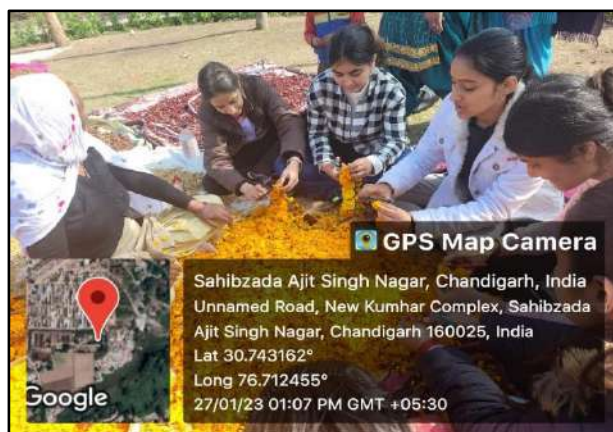 GPS Map Camera
Sahibzada Ajit Singh Nagar, Chandigarh, India
Unnamed Road, New Kumhar Complex, Sahibzada
Ajit Singh Nagar, Chandigarh 160025, India
Lat 30.743162°
Long 76.712455°
27/01/23 01:07 PM GMT +05:30
Google